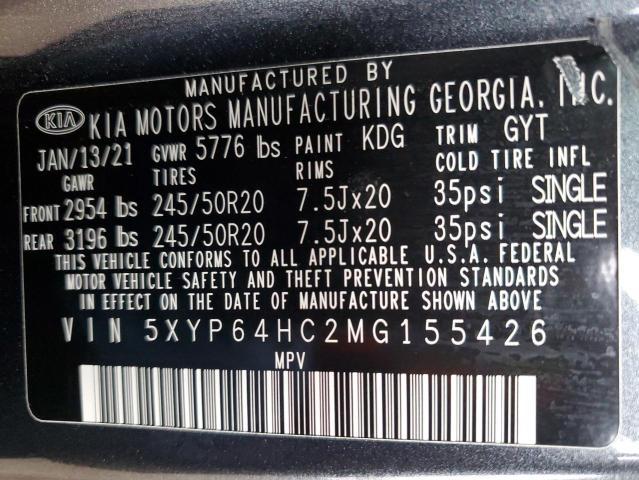 MANUFACTURED BY
KIA KIA MOTORS MANUFACTURING GEORGIA, INC.
JAN/13/21 GVWR 5776 lbs PAINT KDG TRIM GYT
GAWR TIRES RIMS COLD TIRE INFL
FRONT 2954 lbs 245/50R20 7.5Jx20 35psi SINGLE
REAR 3196 lbs 245/50R20 7.5Jx20 35psi SINGLE
THIS VEHICLE CONFORMS TO ALL APPLICABLE U.S.A. FEDERAL
MOTOR VEHICLE SAFETY AND THEFT PREVENTION STANDARDS
IN EFFECT ON THE DATE OF MANUFACTURE SHOWN ABOVE
VIN 5XYP64HC2MG155426
MPV